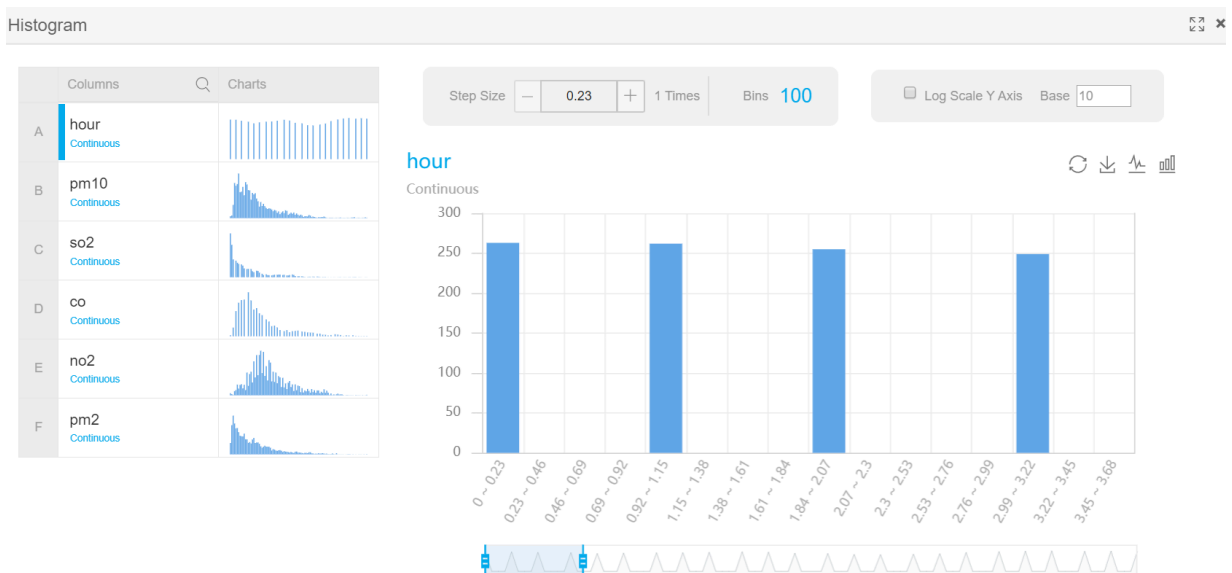 Histogram
Columns Charts
A hour
Continuous
B pm10
Continuous
C so2
Continuous
D co
Continuous
E no2
Continuous
F pm2
Continuous
Step Size — 0.23 + 1 Times Bins 100
Log Scale Y Axis Base 10
hour
Continuous
300
250
200
150
100
50
0
0 ~ 0.23
0.23 ~ 0.46
0.46 ~ 0.69
0.69 ~ 0.92
0.92 ~ 1.15
1.15 ~ 1.38
1.38 ~ 1.61
1.61 ~ 1.84
1.84 ~ 2.07
2.07 ~ 2.3
2.3 ~ 2.53
2.53 ~ 2.76
2.76 ~ 2.99
2.99 ~ 3.22
3.22 ~ 3.45
3.45 ~ 3.68